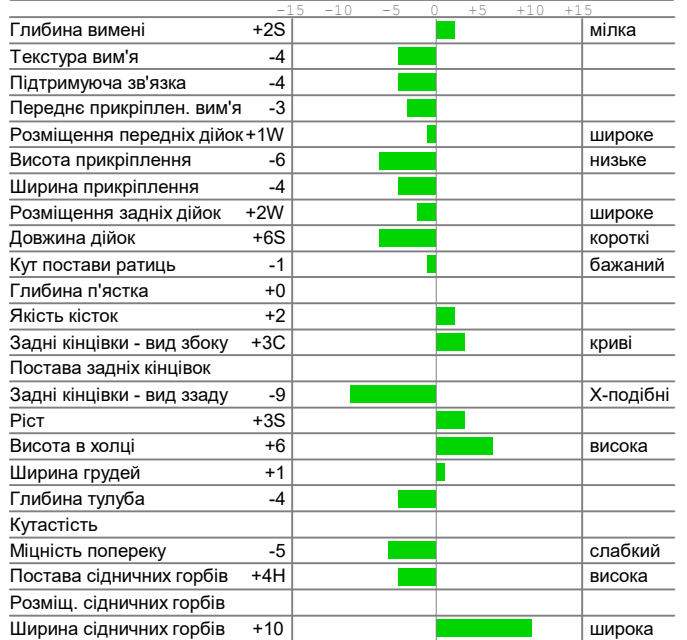 -15 -10 -5 0 +5 +10 +15
Глибина вимені +2S мілка
Текстура вим'я -4
Підтримуюча зв'язка -4
Переднє прикріплен. вим'я -3
Розміщення передніх дійок +1W широке
Висота прикріплення -6 низьке
Ширина прикріплення -4
Розміщення задніх дійок +2W широке
Довжина дійок +6S короткі
Кут постави ратиць -1 бажаний
Глибина п'ястка +0
Якість кісток +2
Задні кінцівки - вид збоку +3C криві
Постава задніх кінцівок
Задні кінцівки - вид ззаду -9 X-подібні
Ріст +3S
Висота в холці +6 висока
Ширина грудей +1
Глибина тулуба -4
Кутастість
Міцність попереку -5 слабкий
Постава сідничних горбів +4H висока
Розміщ. сідничних горбів
Ширина сідничних горбів +10 широка